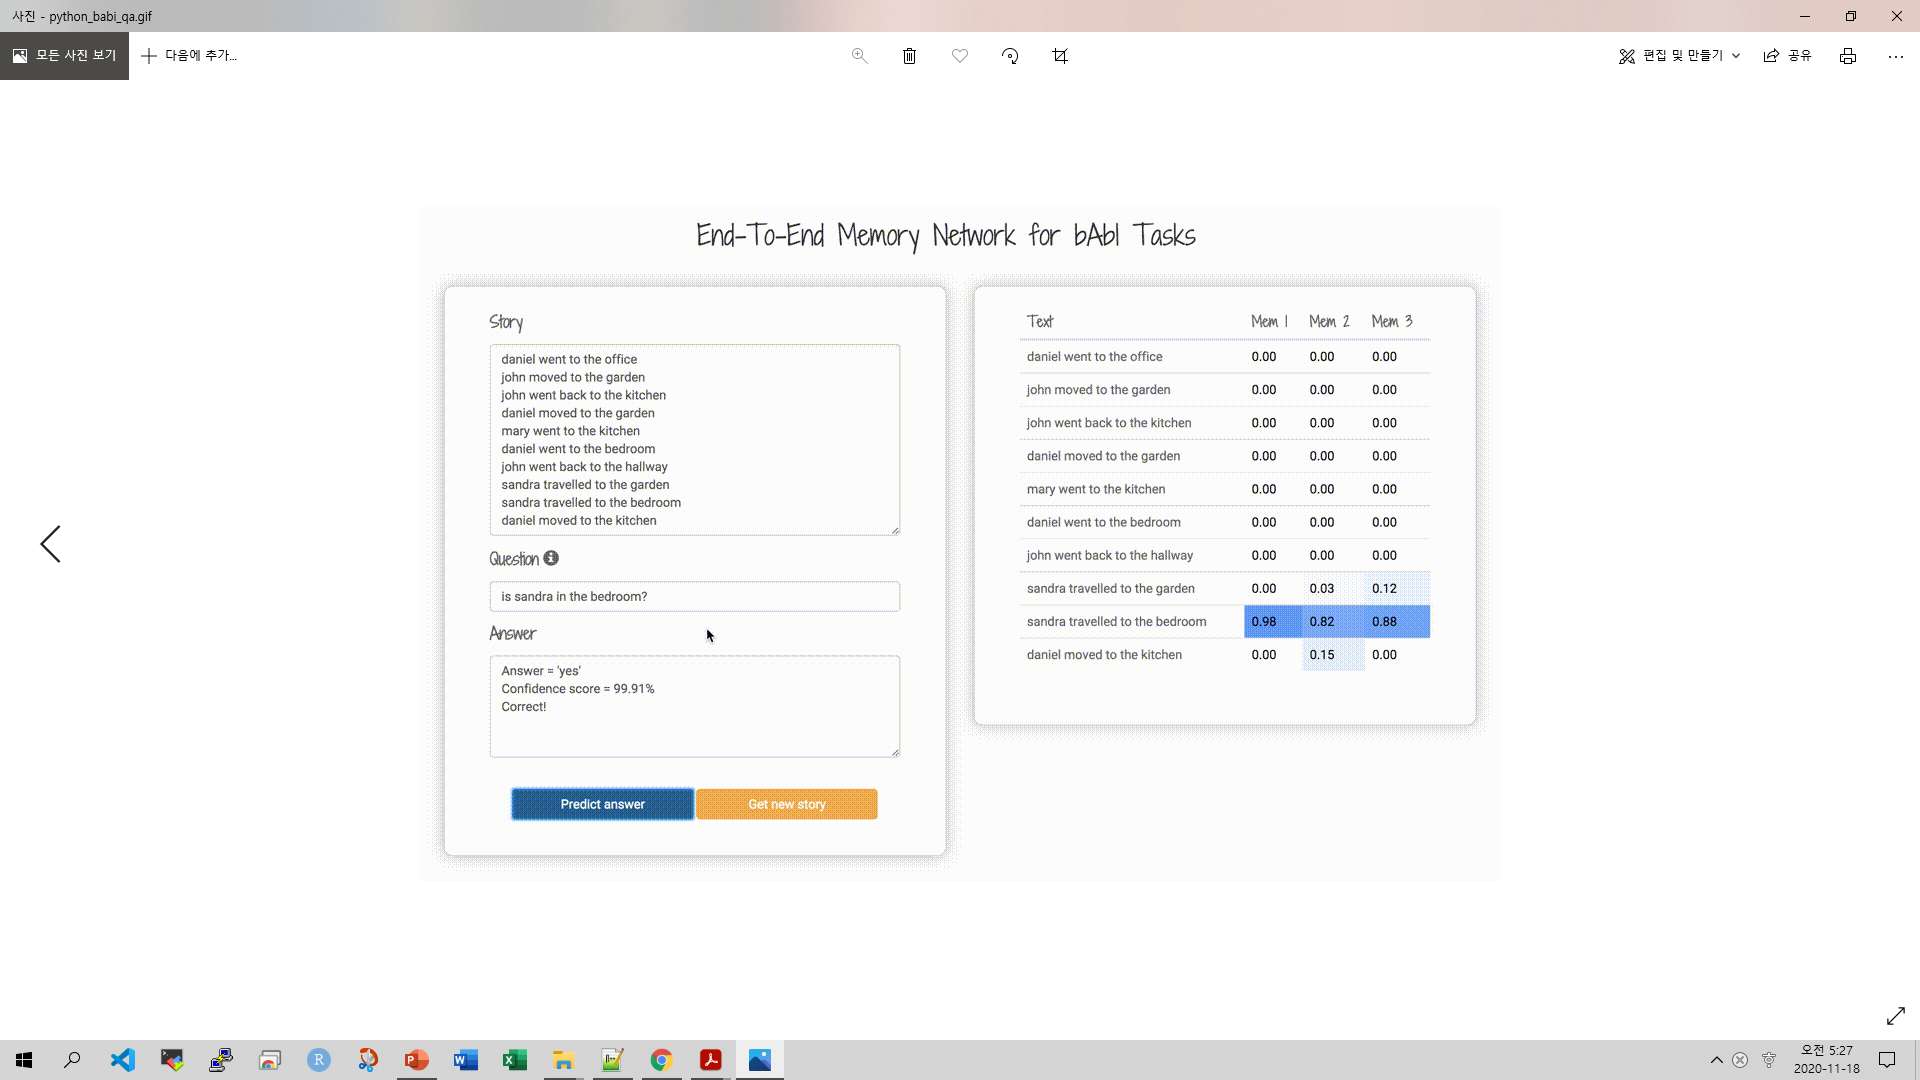 사진 - python_babi_qa.gif
모든 사진 보기
다음에 추가...
편집 및 만들기
공유
End-To-End Memory Network for bAbI Tasks
Story
daniel went to the office
john moved to the garden
john went back to the kitchen
daniel moved to the garden
mary went to the kitchen
daniel went to the bedroom
john went back to the hallway
sandra travelled to the garden
sandra travelled to the bedroom
daniel moved to the kitchen
Question
is sandra in the bedroom?
Answer
Answer = 'yes'
Confidence score = 99.91%
Correct!
Predict answer
Get new story
Text Mem 1 Mem 2 Mem 3
daniel went to the office 0.00 0.00 0.00
john moved to the garden 0.00 0.00 0.00
john went back to the kitchen 0.00 0.00 0.00
daniel moved to the garden 0.00 0.00 0.00
mary went to the kitchen 0.00 0.00 0.00
daniel went to the bedroom 0.00 0.00 0.00
john went back to the hallway 0.00 0.00 0.00
sandra travelled to the garden 0.00 0.03 0.12
sandra travelled to the bedroom 0.98 0.82 0.88
daniel moved to the kitchen 0.00 0.15 0.00
오전 5:27
2020-11-18